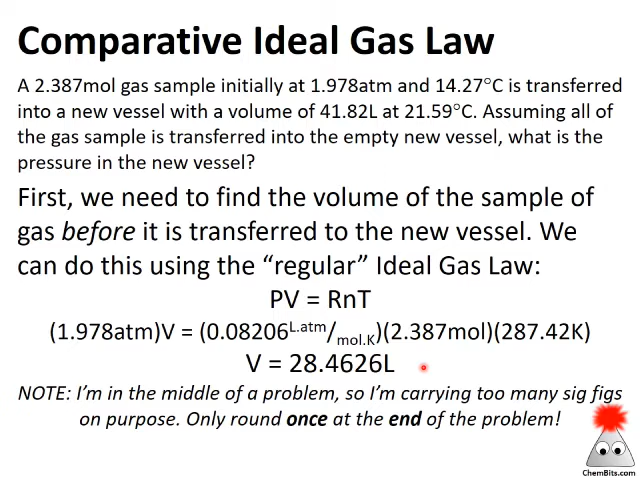 Comparative Ideal Gas Law
A 2.387mol gas sample initially at 1.978atm and 14.27°C is transferred
into a new vessel with a volume of 41.82L at 21.59°C. Assuming all of
the gas sample is transferred into the empty new vessel, what is the
pressure in the new vessel?
First, we need to find the volume of the sample of
gas before it is transferred to the new vessel. We
can do this using the “regular” Ideal Gas Law:
PV = RnT
(1.978atm)V = (0.08206L.atm/mol.K)(2.387mol)(287.42K)
V = 28.4626L
NOTE: I’m in the middle of a problem, so I’m carrying too many sig figs
on purpose. Only round once at the end of the problem!
ChemBits.com